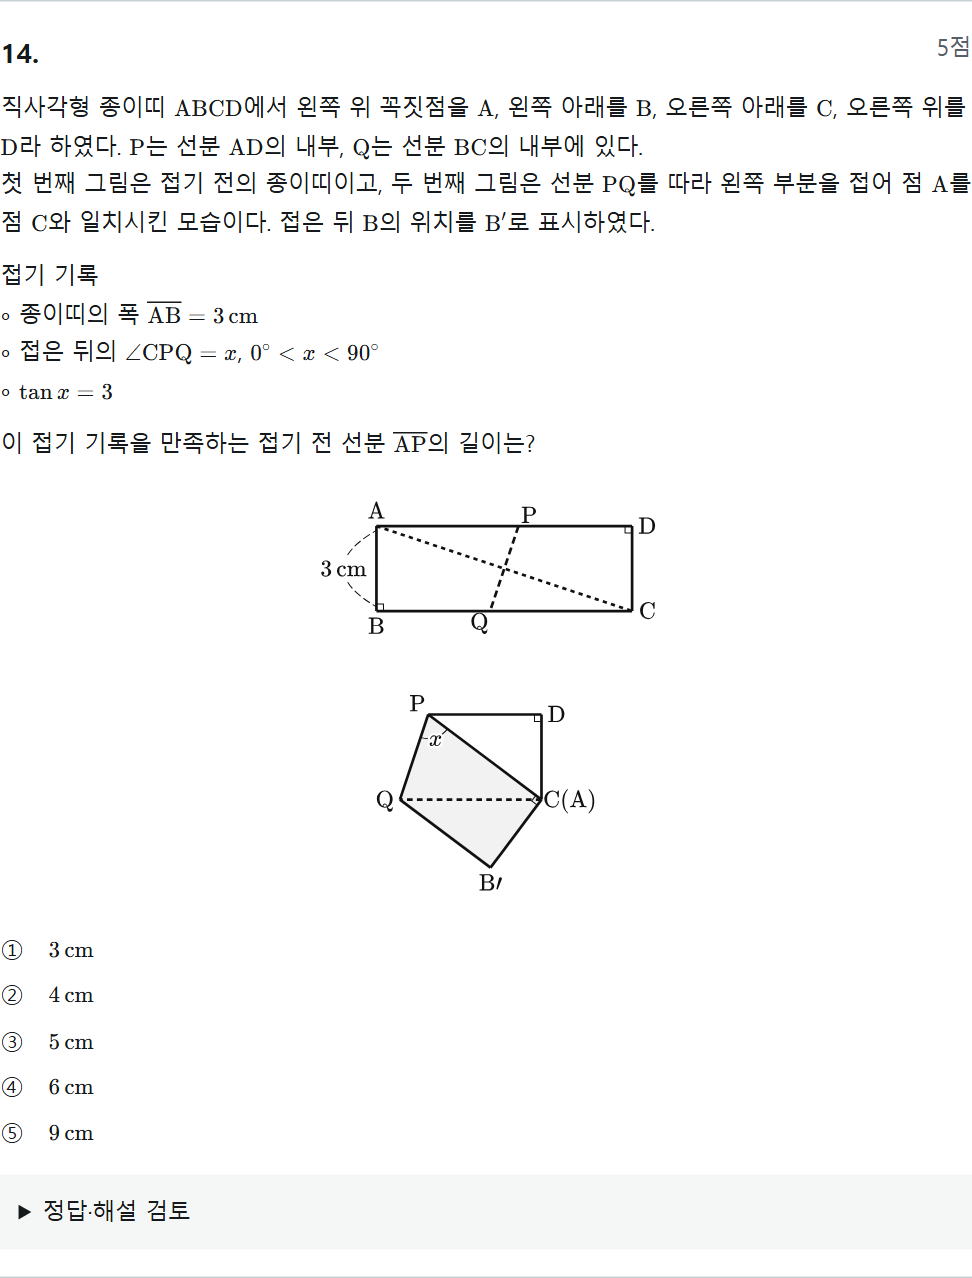 14.
5점
직사각형 종이띠 ABCD에서 왼쪽 위 꼭짓점을 A, 왼쪽 아래를 B, 오른쪽 아래를 C, 오른쪽 위를
D라 하였다. P는 선분 AD의 내부, Q는 선분 BC의 내부에 있다.
첫 번째 그림은 접기 전의 종이띠이고, 두 번째 그림은 선분 PQ를 따라 왼쪽 부분을 접어 점 A를
점 C와 일치시킨 모습이다. 접은 뒤 B의 위치를 B′로 표시하였다.
접기 기록
∘ 종이띠의 폭 \overline{AB} = 3 cm
∘ 접은 뒤의 ∠CPQ = x, 0° < x < 90°
∘ tan x = 3
이 접기 기록을 만족하는 접기 전 선분 \overline{AP}의 길이는?
A
P
D
3 cm
B
Q
C
P
D
x
Q
C(A)
B′
① 3 cm
② 4 cm
③ 5 cm
④ 6 cm
⑤ 9 cm
▶ 정답·해설 검토